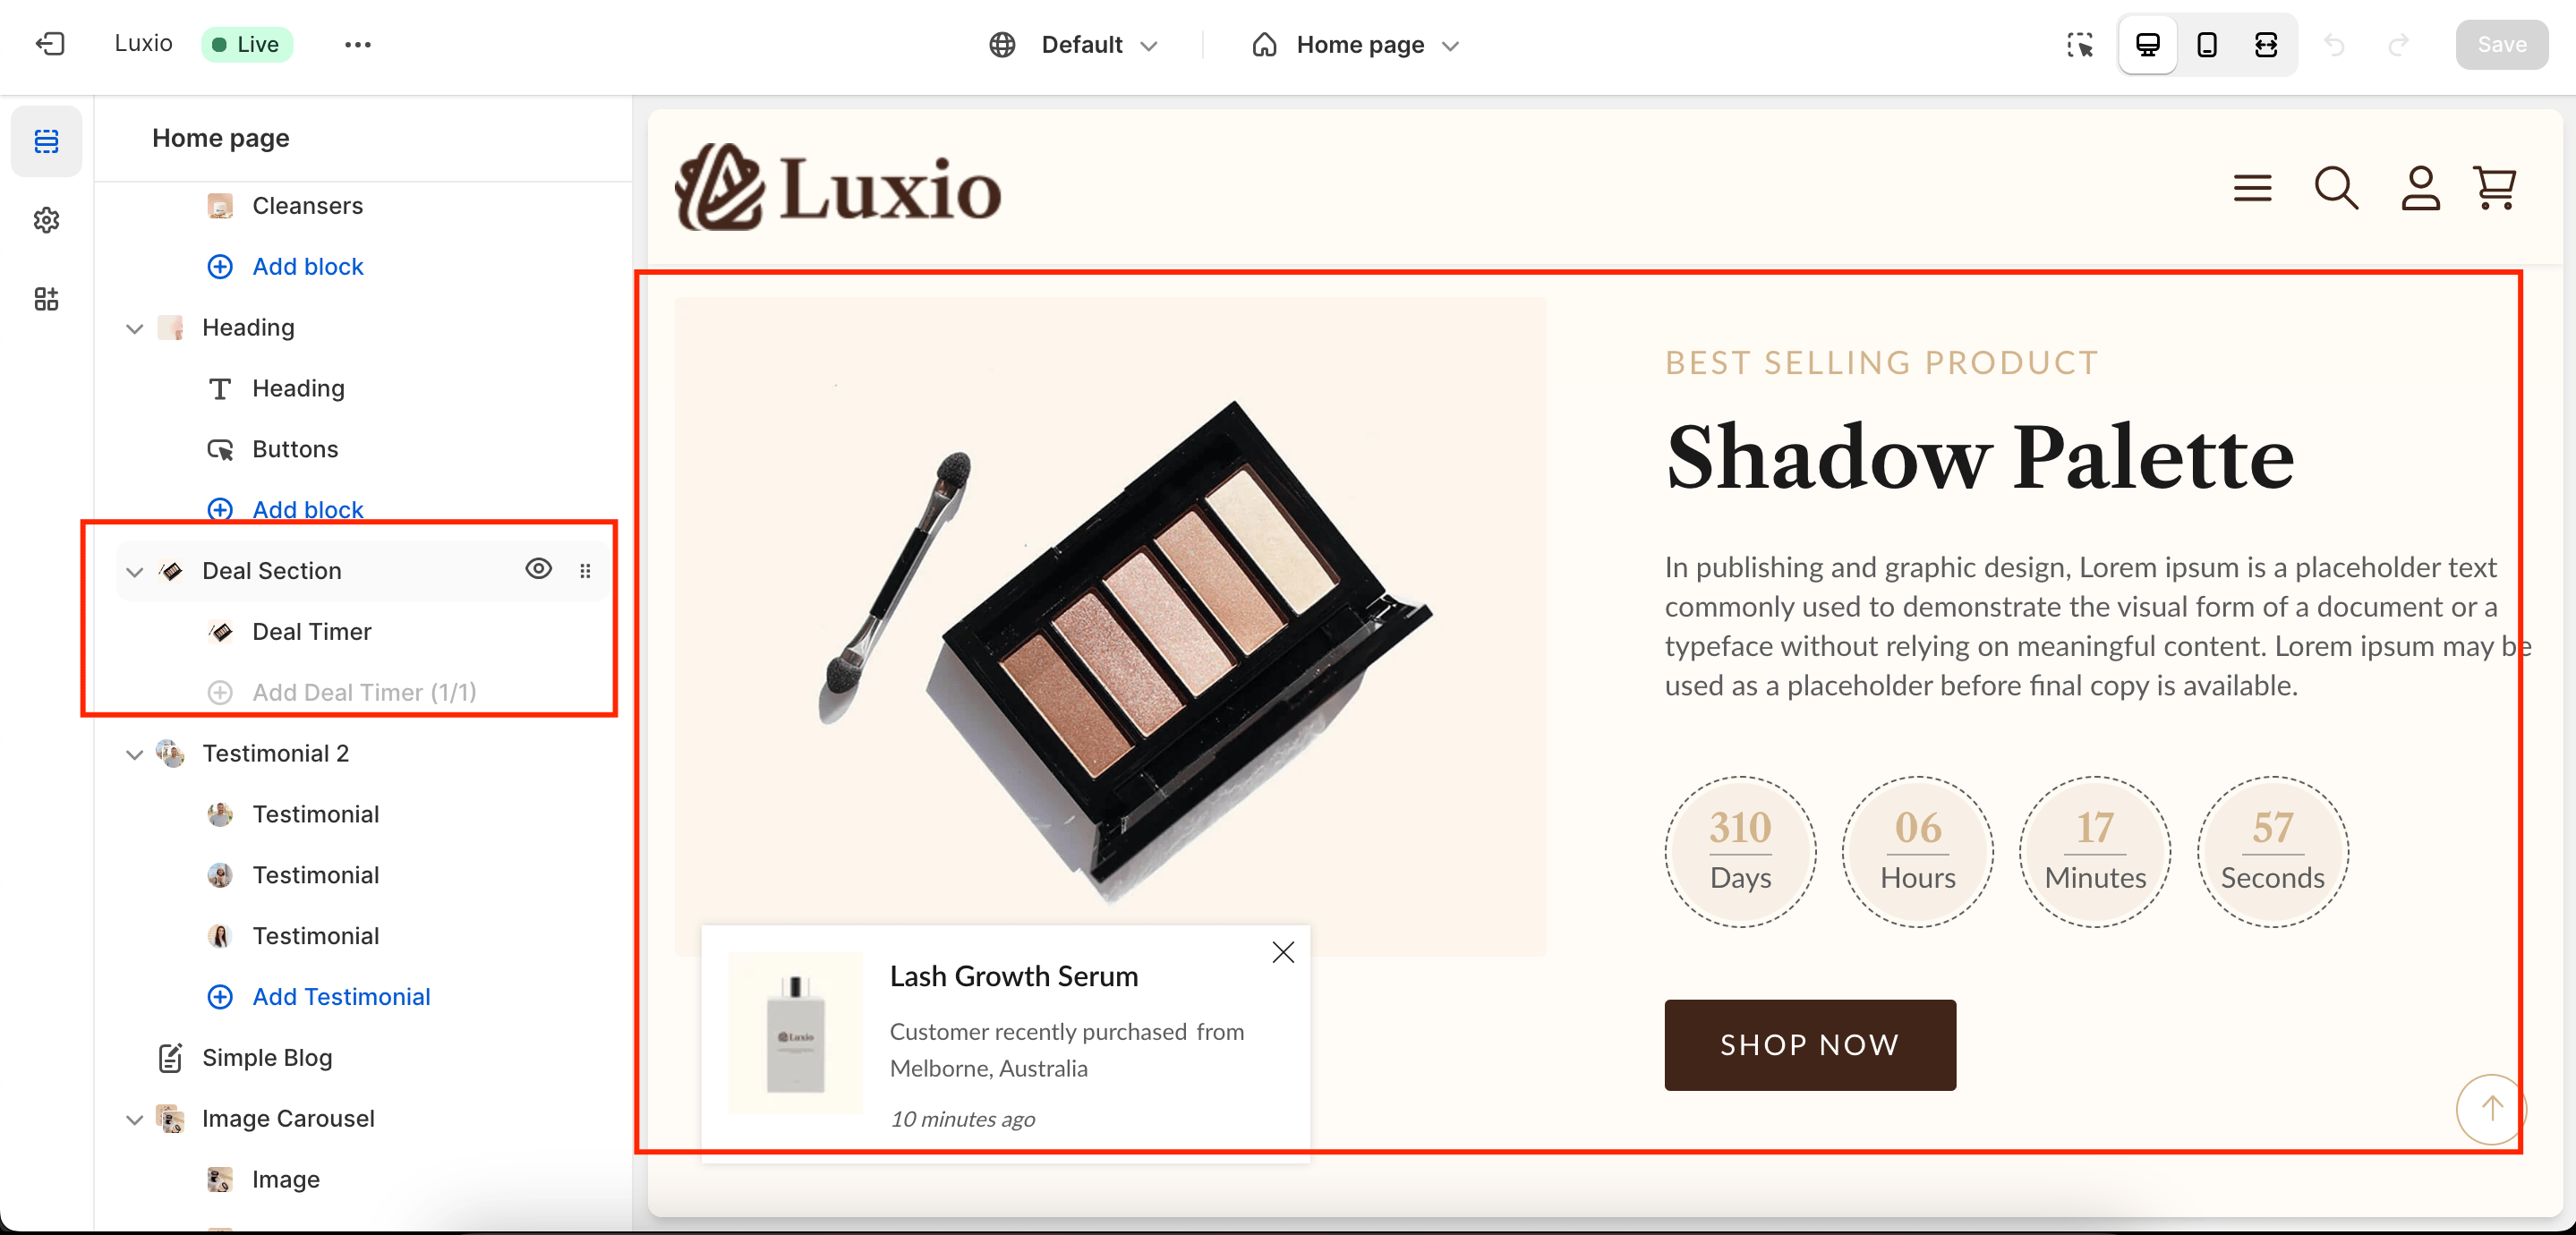 Luxio
Live
Default
Home page
Save
Home page
Cleansers
Add block
Heading
Heading
Buttons
Add block
Deal Section
Deal Timer
Add Deal Timer (1/1)
Testimonial 2
Testimonial
Testimonial
Testimonial
Add Testimonial
Simple Blog
Image Carousel
Image
Luxio
BEST SELLING PRODUCT
Shadow Palette
In publishing and graphic design, Lorem ipsum is a placeholder text
commonly used to demonstrate the visual form of a document or a
typeface without relying on meaningful content. Lorem ipsum may be
used as a placeholder before final copy is available.
310
Days
06
Hours
17
Minutes
57
Seconds
SHOP NOW
Luxio
Lash Growth Serum
Customer recently purchased from
Melborne, Australia
10 minutes ago